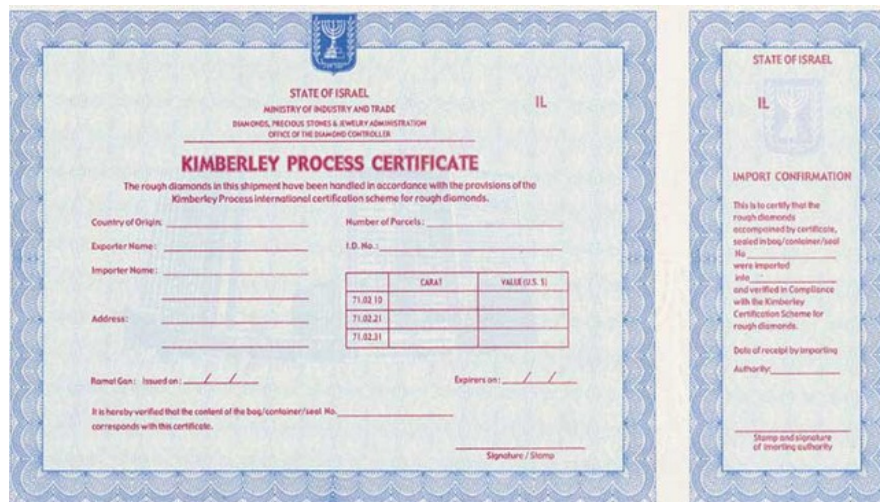 STATE OF ISRAEL
MINISTRY OF INDUSTRY AND TRADE
DIAMONDS, PRECIOUS STONES & JEWELRY ADMINISTRATION
OFFICE OF THE DIAMOND CONTROLLER
IL
KIMBERLEY PROCESS CERTIFICATE
The rough diamonds in this shipment have been handled in accordance with the provisions of the
Kimberley Process international certification scheme for rough diamonds.
Country of Origin:
Number of Parcels:
Exporter Name:
I.D. No.:
Importer Name:
CARAT VALUE (U.S. $)
71.02.10
Address:
71.02.21
71.02.31
Ramat Gan: Issued on: / /
Expirers on: / /
It is hereby verified that the content of the bag/container/seal No.
corresponds with this certificate.
Signature / Stamp
STATE OF ISRAEL
IL
IMPORT CONFIRMATION
This is to certify that the
rough diamonds
accompanied by certificate,
sealed in bag/container/seal
No
were imported
into
and verified in Compliance
with the Kimberley
Certification Scheme for
rough diamonds.
Date of receipt by importing
Authority:
Stamp and signature
of imorting authority